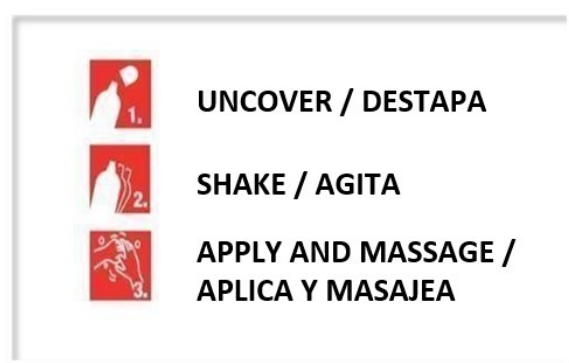 1.
UNCOVER / DESTAPA
2.
SHAKE / AGITA
3.
APPLY AND MASSAGE /
APLICA Y MASAJEA